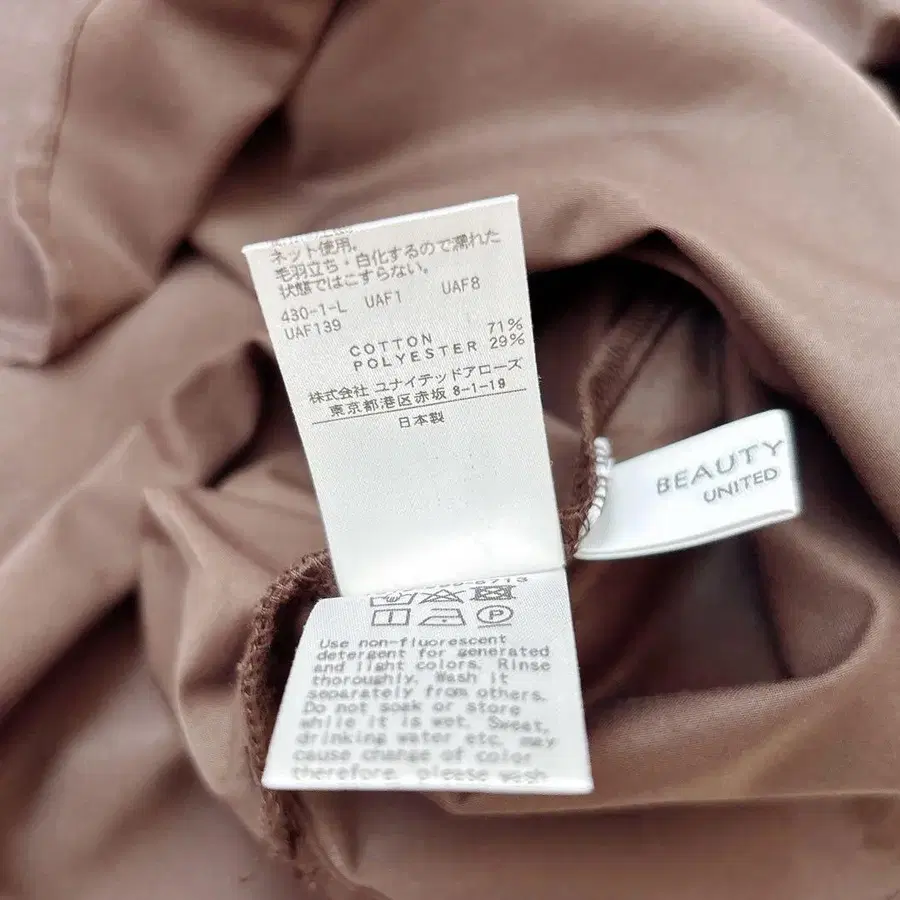 ネット使用.
毛羽立ち・白化するので濡れた
状態ではこすらない。
430-1-L UAF1 UAF8
UAF139
COTTON 71%
POLYESTER 29%
株式会社 ユナイテッドアローズ
東京都港区赤坂 8-1-19
日本製
BEAUTY
UNITED
Use non-fluorescent
detergent for generated
and light colors. Rinse
thoroughly. Wash it
separately from others.
Do not soak or store
while it is wet. Sweat,
drinking water etc. may
cause change of color
therefore, please wash